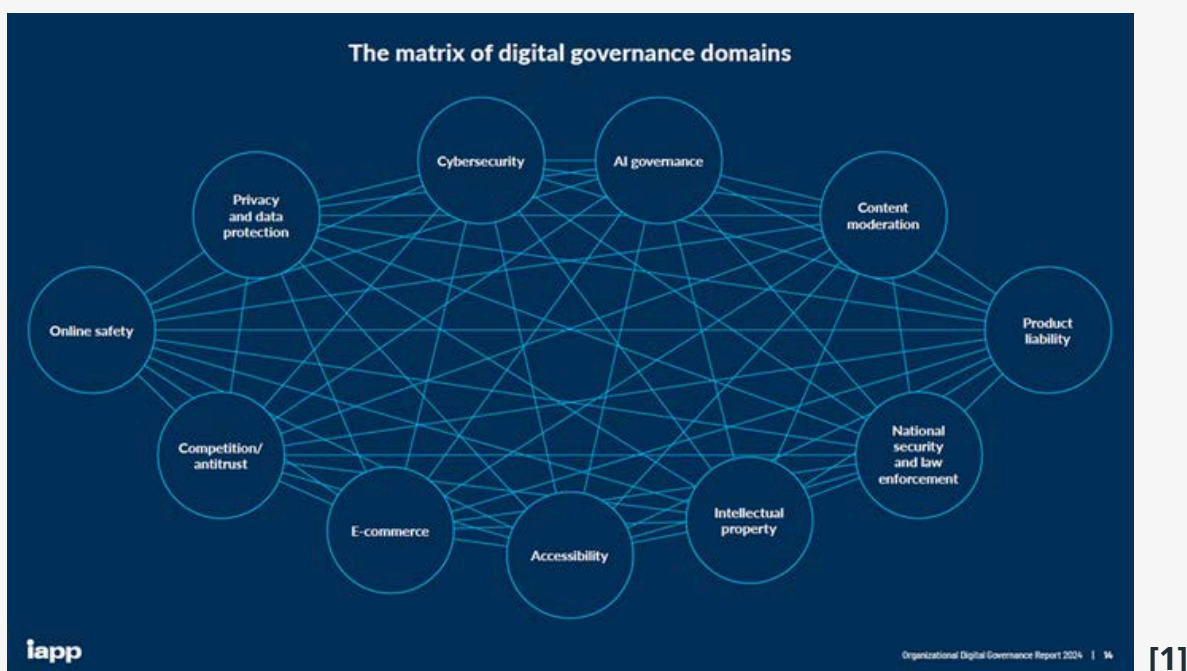 The matrix of digital governance domains
Cybersecurity
AI governance
Privacy
and data
protection
Content
moderation
Online safety
Product
liability
Competition/
antitrust
National
security
and law
enforcement
E-commerce
Intellectual
property
Accessibility
iapp
Organizational Digital Governance Report 2024 | 14
[1]